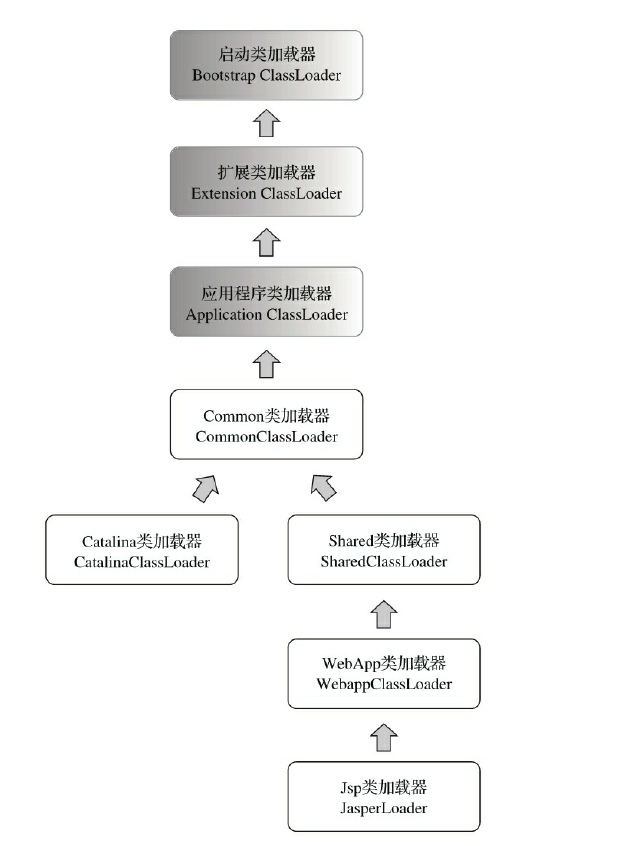 启动类加载器
Bootstrap ClassLoader
扩展类加载器
Extension ClassLoader
应用程序类加载器
Application ClassLoader
Common类加载器
CommonClassLoader
Catalina类加载器
CatalinaClassLoader
Shared类加载器
SharedClassLoader
WebApp类加载器
WebappClassLoader
Jsp类加载器
JasperLoader